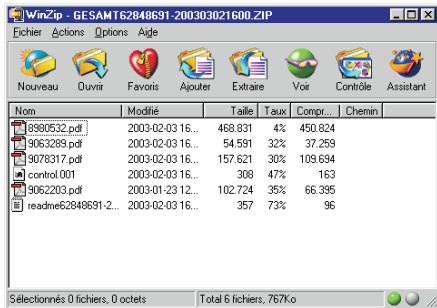 WinZip - GESAMT62848691-200303021600.ZIP
Fichier Actions Options Aide
Nouveau Ouvrir Favoris Ajouter Extraire Voir Contrôle Assistant
Nom Modifié Taille Taux Compr... Chemin
8980532.pdf 2003-02-03 16... 468.831 4% 450.824
9063289.pdf 2003-02-03 16... 54.591 32% 37.259
9078317.pdf 2003-02-03 16... 157.621 30% 109.694
control.001 2003-02-03 16... 308 47% 163
9062203.pdf 2003-01-23 12... 102.724 35% 66.395
readme62848691-2... 2003-02-03 16... 357 73% 96
Sélectionnés 0 fichiers, 0 octets Total 6 fichiers, 767Ko